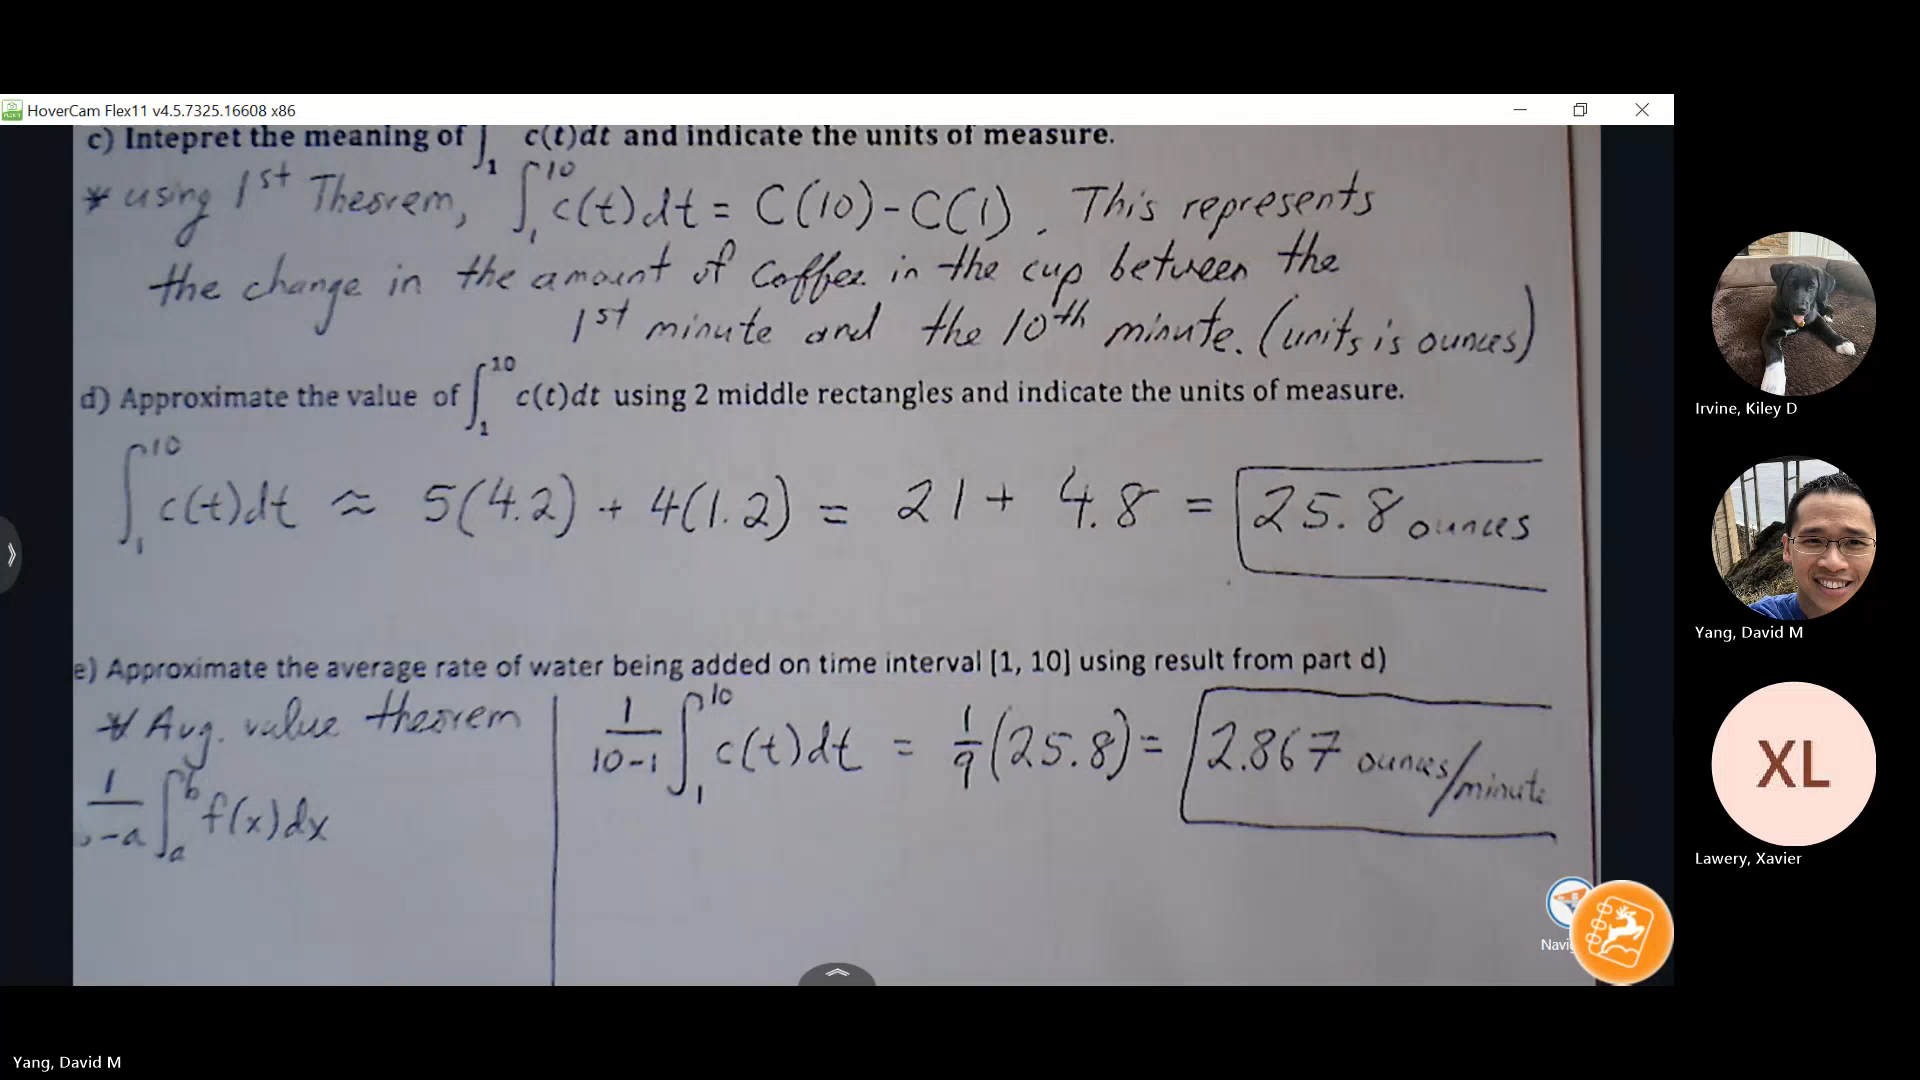 HoverCam Flex11 v4.5.7325.16608 x86
c) Intepret the meaning of ∫₁ c(t)dt and indicate the units of measure.
* using 1st Theorem, ∫₁¹⁰ c(t)dt = C(10)-C(1). This represents
the change in the amount of coffee in the cup between the
1st minute and the 10th minute. (units is ounces)
d) Approximate the value of ∫₁¹⁰ c(t)dt using 2 middle rectangles and indicate the units of measure.
∫₁¹⁰ c(t)dt ≈ 5(4.2) + 4(1.2) = 21 + 4.8 = 25.8 ounces
e) Approximate the average rate of water being added on time interval [1, 10] using result from part d)
* Avg. value theorem
1/(b-a) ∫ₐᵇ f(x)dx
1/(10-1) ∫₁¹⁰ c(t)dt = 1/9 (25.8) = 2.867 ounces/minute
Navi
Irvine, Kiley D
Yang, David M
XL
Lawery, Xavier
Yang, David M